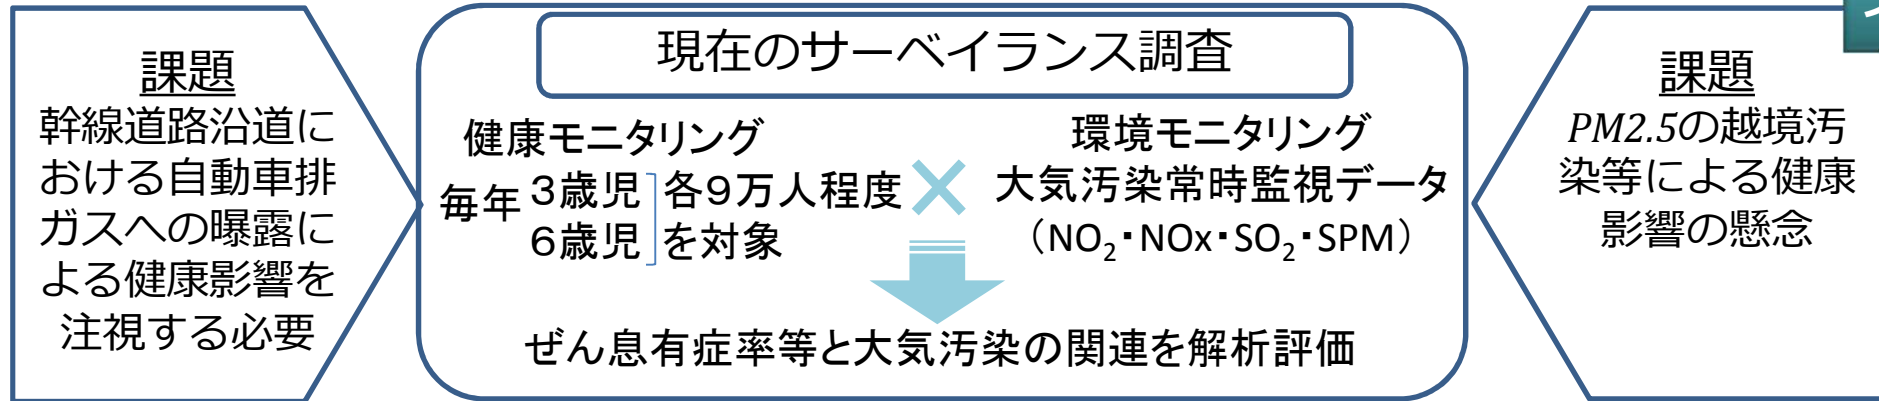 課題
幹線道路沿道に
おける自動車排
ガスへの曝露に
よる健康影響を
注視する必要
現在のサーベイランス調査
健康モニタリング
毎年 3歳児 各9万人程度
6歳児 を対象
×
環境モニタリング
大気汚染常時監視データ
（NO₂・NOx・SO₂・SPM）
ぜん息有症率等と大気汚染の関連を解析評価
課題
PM2.5の越境汚
染等による健康
影響の懸念